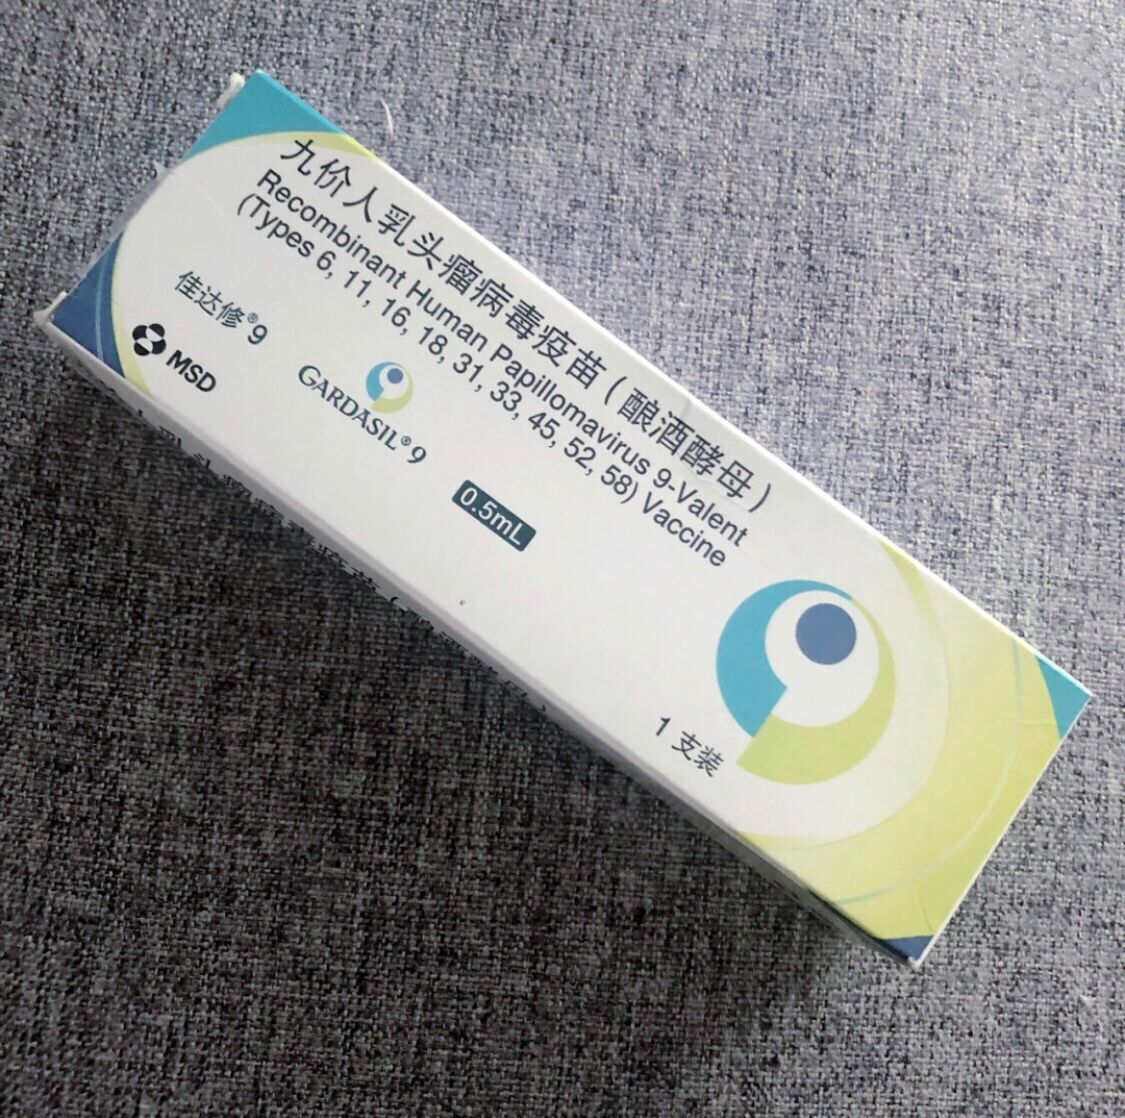 九价人乳头瘤病毒疫苗（酿酒酵母）
Recombinant Human Papillomavirus 9-Valent
(Types 6, 11, 16, 18, 31, 33, 45, 52, 58) Vaccine
佳达修®9
MSD
GARDASIL®9
0.5mL
1 支装